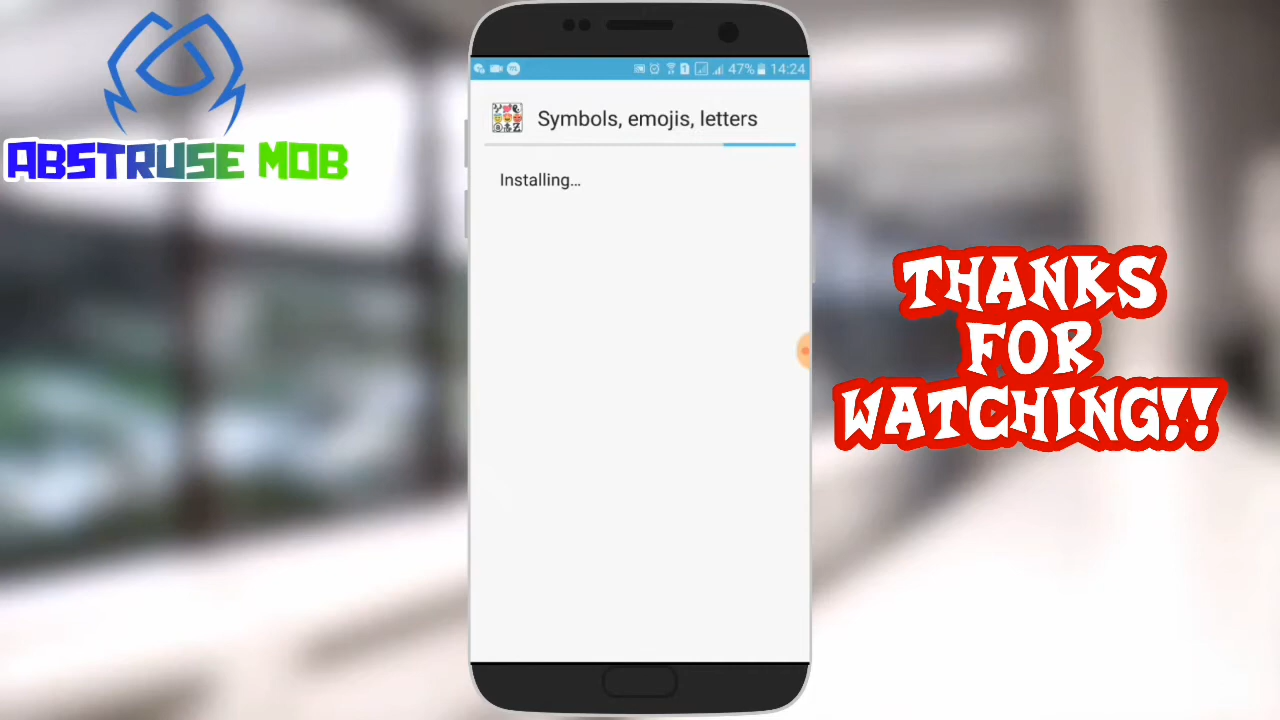 ABSTRUSE MOB
47% 14:24
Symbols, emojis, letters
Installing...
THANKS
FOR
WATCHING!!